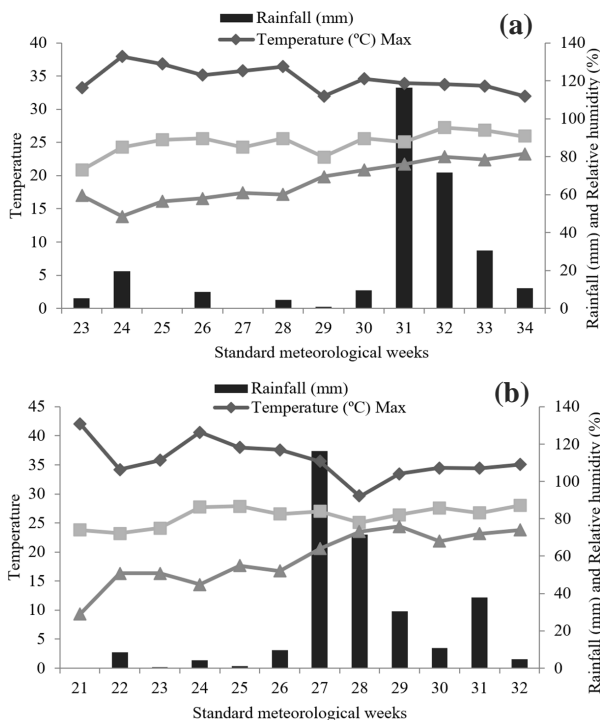 Rainfall (mm)
Temperature (ºC) Max
(a)
40
35
30
25
20
15
10
5
0
Temperature
140
120
100
80
60
40
20
0
Rainfall (mm) and Relative humidity (%)
23 24 25 26 27 28 29 30 31 32 33 34
Standard meteorological weeks
Rainfall (mm)
Temperature (ºC) Max
(b)
45
40
35
30
25
20
15
10
5
0
Temperature
140
120
100
80
60
40
20
0
Rainfall (mm) and Relative humidity (%)
21 22 23 24 25 26 27 28 29 30 31 32
Standard meteorological weeks